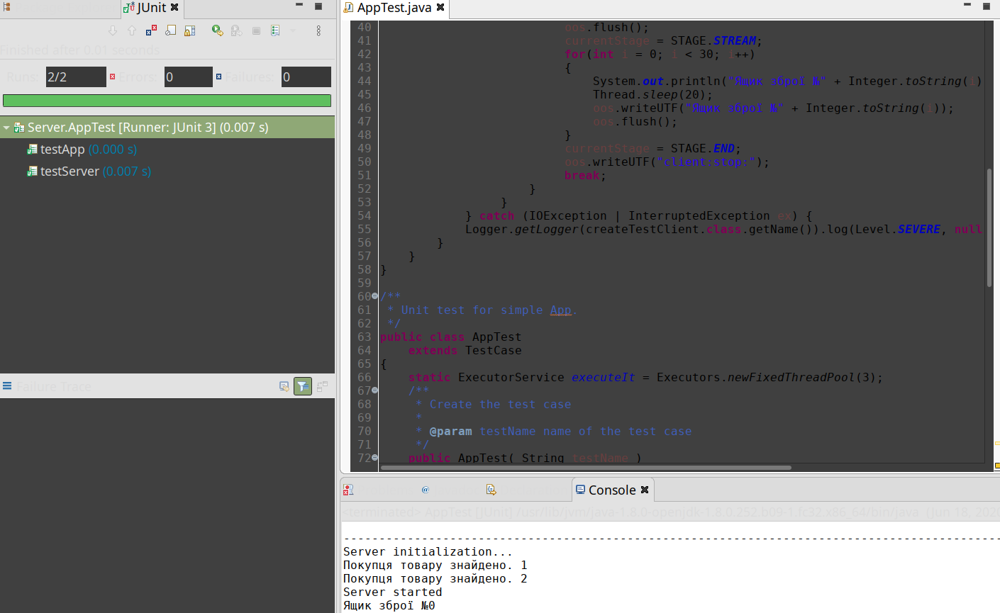 JUnit
Finished after 0.01 seconds
Runs: 2/2 Errors: 0 Failures: 0
Server.AppTest [Runner: JUnit 3] (0.007 s)
testApp (0.000 s)
testServer (0.007 s)
Failure Trace
AppTest.java
40 oos.flush();
41 currentStage = STAGE.STREAM;
42 for(int i = 0; i < 30; i++)
43 {
44 System.out.println("Ящик зброї №" + Integer.toString(i)
45 Thread.sleep(20);
46 oos.writeUTF("Ящик зброї №" + Integer.toString(i));
47 oos.flush();
48 }
49 currentStage = STAGE.END;
50 oos.writeUTF("client:stop:");
51 break;
52 }
53 }
54 } catch (IOException | InterruptedException ex) {
55 Logger.getLogger(createTestClient.class.getName()).log(Level.SEVERE, null
56 }
57 }
58 }
59
60 /**
61 * Unit test for simple App.
62 */
63 public class AppTest
64 extends TestCase
65 {
66 static ExecutorService executeIt = Executors.newFixedThreadPool(3);
67 /**
68 * Create the test case
69 *
70 * @param testName name of the test case
71 */
72 public AppTest( String testName )
Console
<terminated> AppTest [JUnit] /usr/lib/jvm/java-1.8.0-openjdk-1.8.0.252.b09-1.fc32.x86_64/bin/java (Jun 18, 2020
Server initialization...
Покупця товару знайдено. 1
Покупця товару знайдено. 2
Server started
Ящик зброї №0